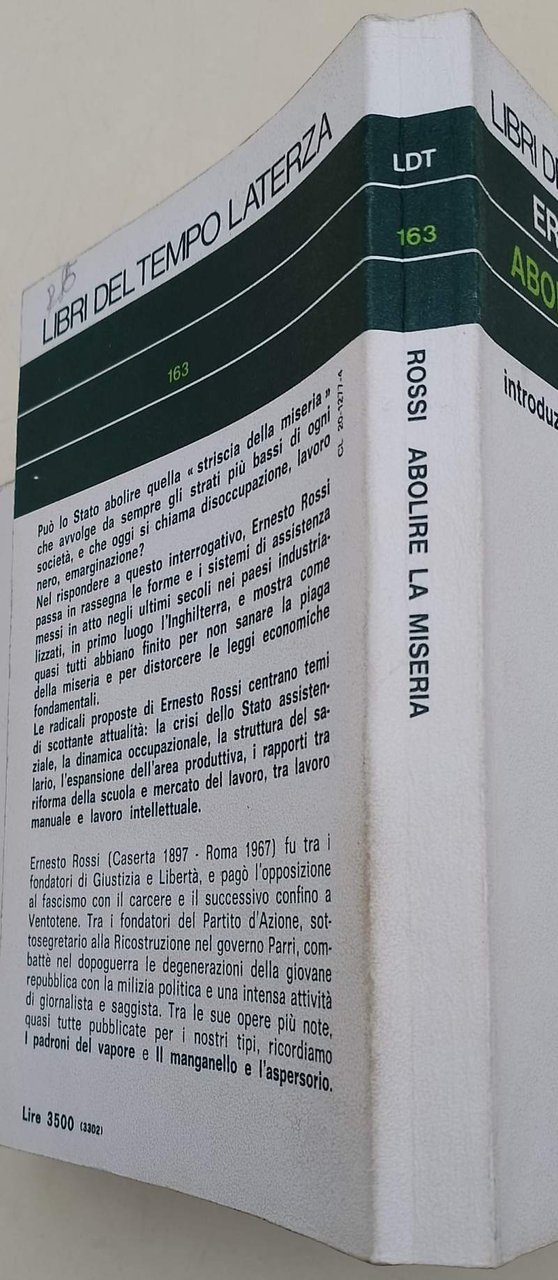 LIBRI DEL TEMPO LATERZA
163
CL 20-1277-4
Può lo Stato abolire quella « striscia della miseria »
che avvolge da sempre gli strati più bassi di ogni
società, e che oggi si chiama disoccupazione, lavoro
nero, emarginazione?
Nel rispondere a questo interrogativo, Ernesto Rossi
passa in rassegna le forme e i sistemi di assistenza
messi in atto negli ultimi secoli nei paesi industria-
lizzati, in primo luogo l'Inghilterra, e mostra come
quasi tutti abbiano finito per non sanare la piaga
della miseria e per distorcere le leggi economiche
fondamentali.
Le radicali proposte di Ernesto Rossi centrano temi
di scottante attualità: la crisi dello Stato assisten-
ziale, la dinamica occupazionale, la struttura del sa-
lario, l'espansione dell'area produttiva, i rapporti tra
riforma della scuola e mercato del lavoro, tra lavoro
manuale e lavoro intellettuale.
Ernesto Rossi (Caserta 1897 - Roma 1967) fu tra i
fondatori di Giustizia e Libertà, e pagò l'opposizione
al fascismo con il carcere e il successivo confino a
Ventotene. Tra i fondatori del Partito d'Azione, sot-
tosegretario alla Ricostruzione nel governo Parri, com-
battè nel dopoguerra le degenerazioni della giovane
repubblica con la milizia politica e una intensa attività
di giornalista e saggista. Tra le sue opere più note,
quasi tutte pubblicate per i nostri tipi, ricordiamo
I padroni del vapore e Il manganello e l'aspersorio.
Lire 3500 (3302)
LDT
163
ROSSI ABOLIRE LA MISERIA
LIBRI DE
ER
ABOL
introduz